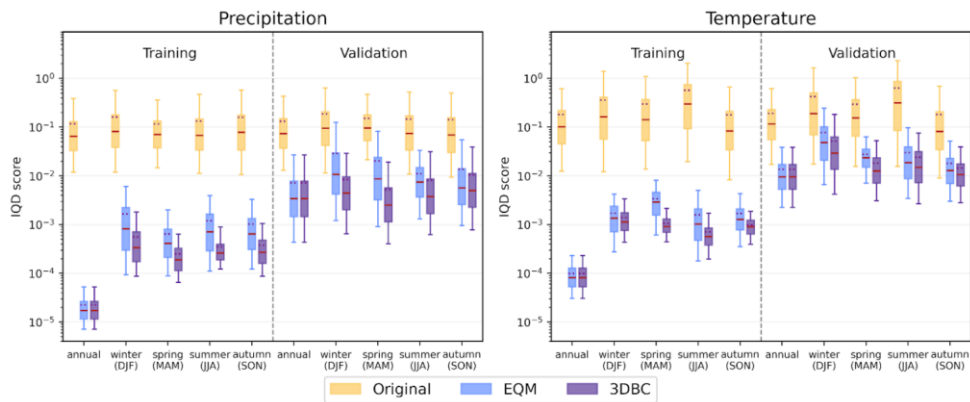 Precipitation
Training
Validation
IQD score
10⁰
10⁻¹
10⁻²
10⁻³
10⁻⁴
10⁻⁵
annual winter (DJF) spring (MAM) summer (JJA) autumn (SON) annual winter (DJF) spring (MAM) summer (JJA) autumn (SON)
Temperature
Training
Validation
IQD score
10⁰
10⁻¹
10⁻²
10⁻³
10⁻⁴
10⁻⁵
annual winter (DJF) spring (MAM) summer (JJA) autumn (SON) annual winter (DJF) spring (MAM) summer (JJA) autumn (SON)
Original EQM 3DBC